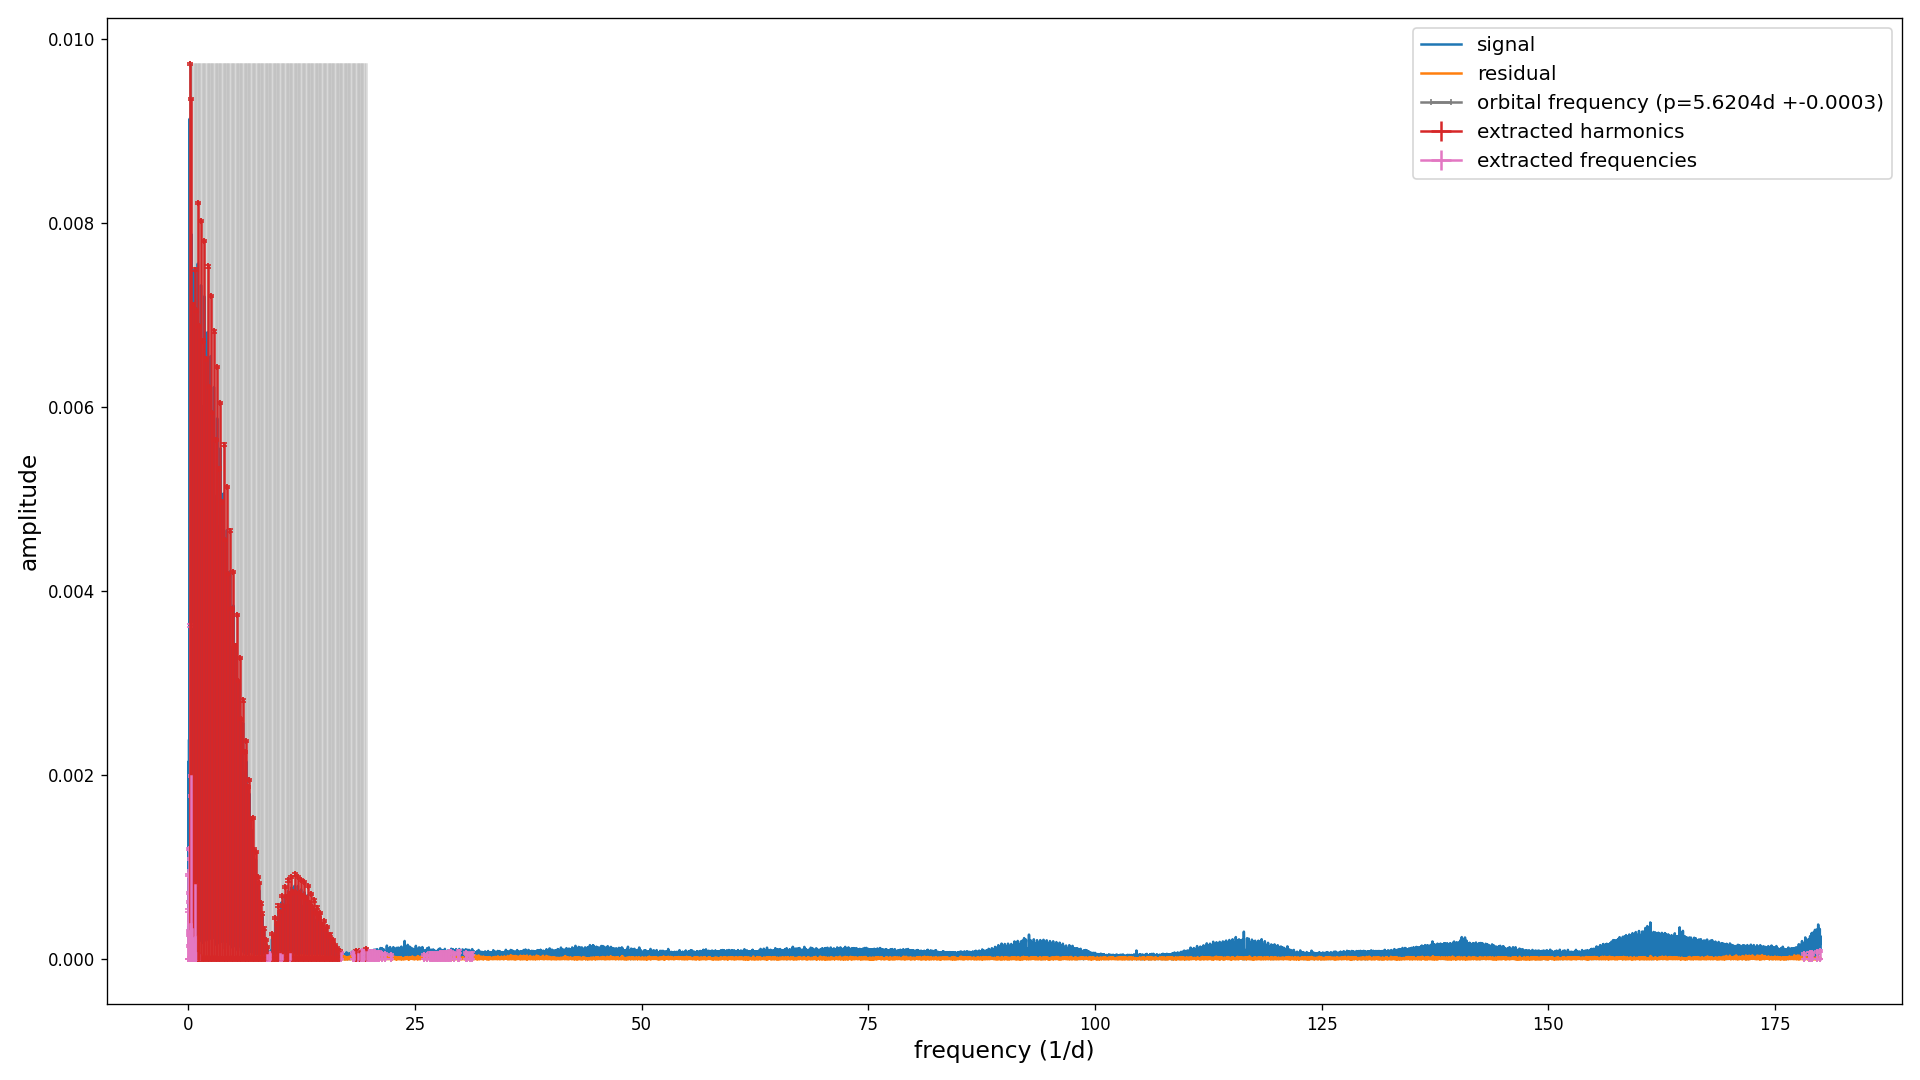 0.010
0.008
0.006
0.004
0.002
0.000
amplitude
0 25 50 75 100 125 150 175
frequency (1/d)
signal
residual
orbital frequency (p=5.6204d +-0.0003)
extracted harmonics
extracted frequencies